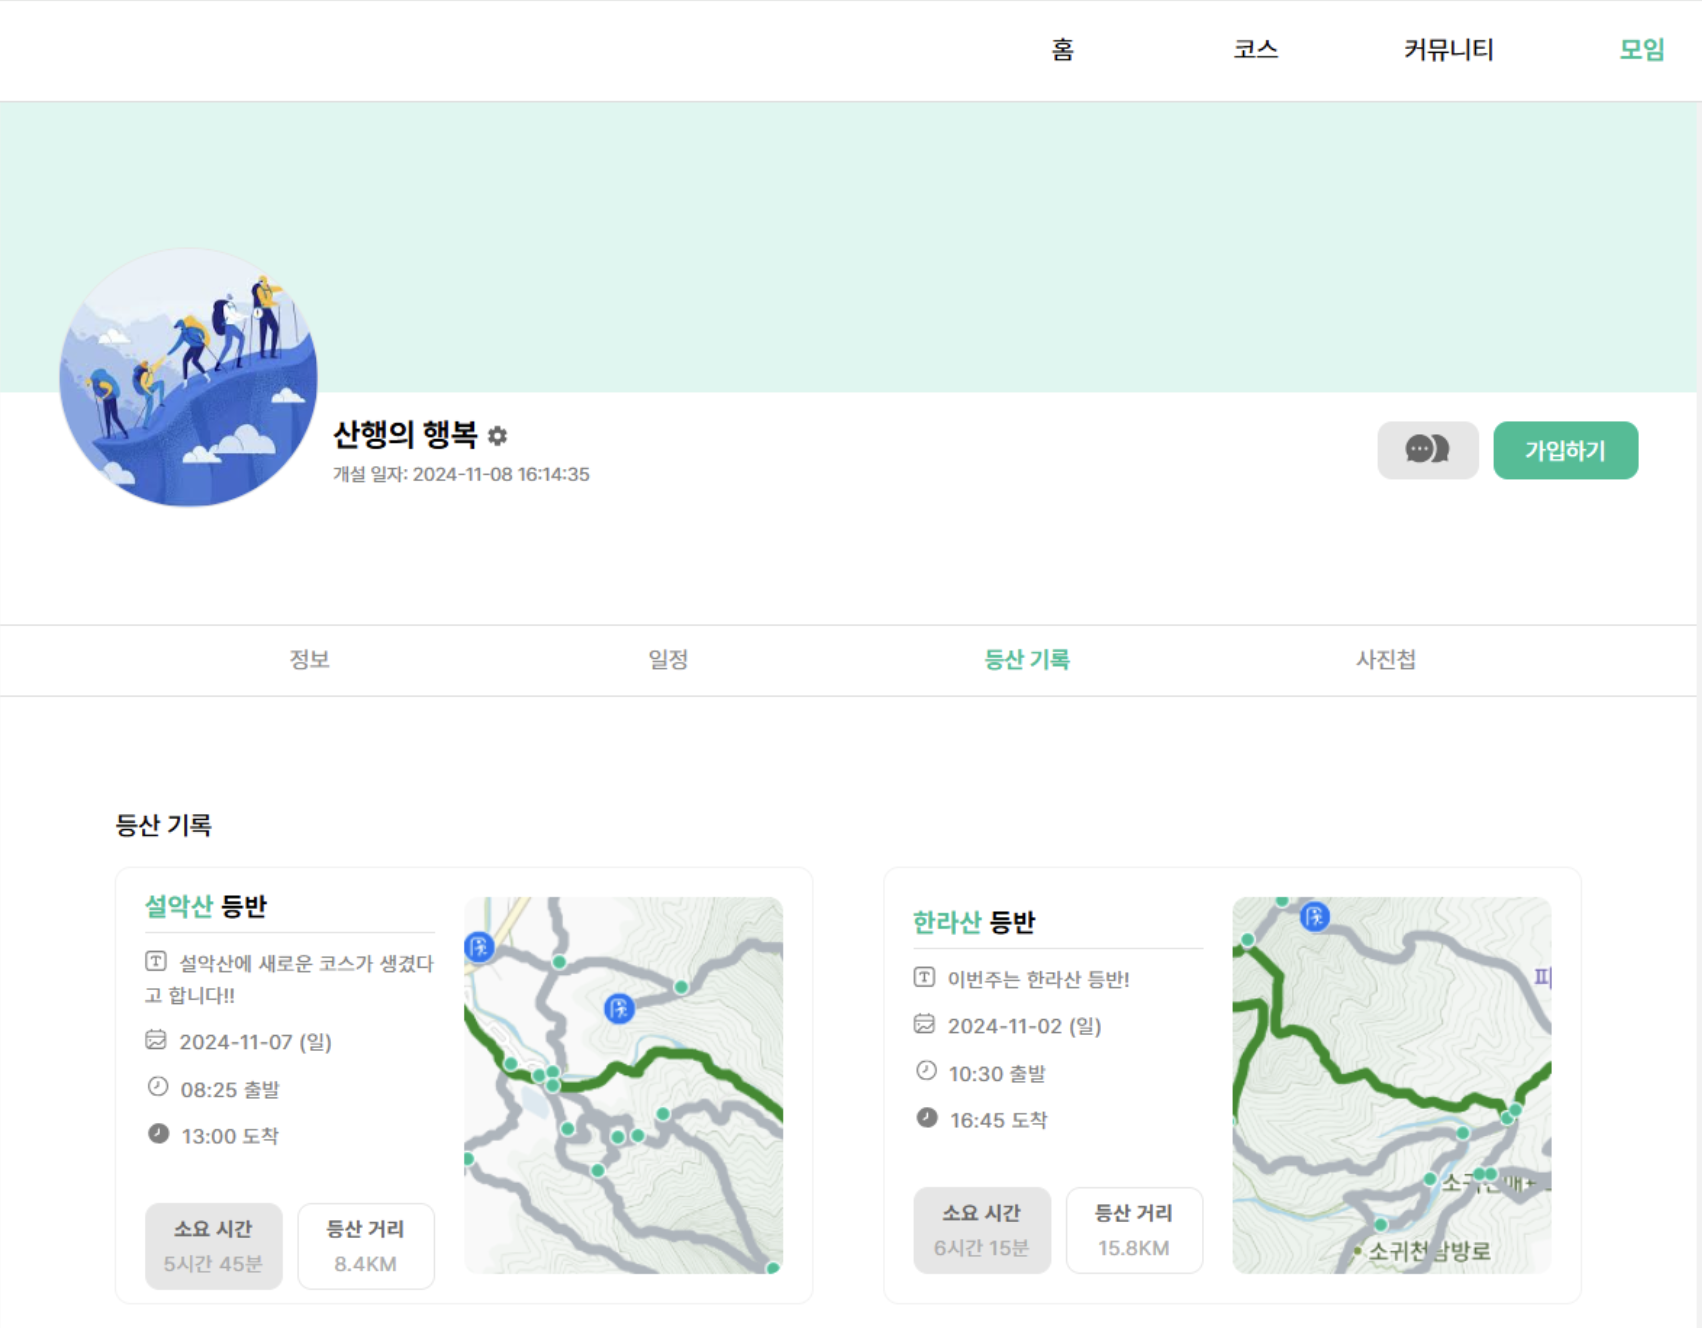 홈 코스 커뮤니티 모임
산행의 행복
개설 일자: 2024-11-08 16:14:35
가입하기
정보 일정 등산 기록 사진첩
등산 기록
설악산 등반
설악산에 새로운 코스가 생겼다
고 합니다!!
2024-11-07 (일)
08:25 출발
13:00 도착
소요 시간
5시간 45분
등산 거리
8.4KM
한라산 등반
이번주는 한라산 등반!
2024-11-02 (일)
10:30 출발
16:45 도착
소요 시간
6시간 15분
등산 거리
15.8KM
소귀천